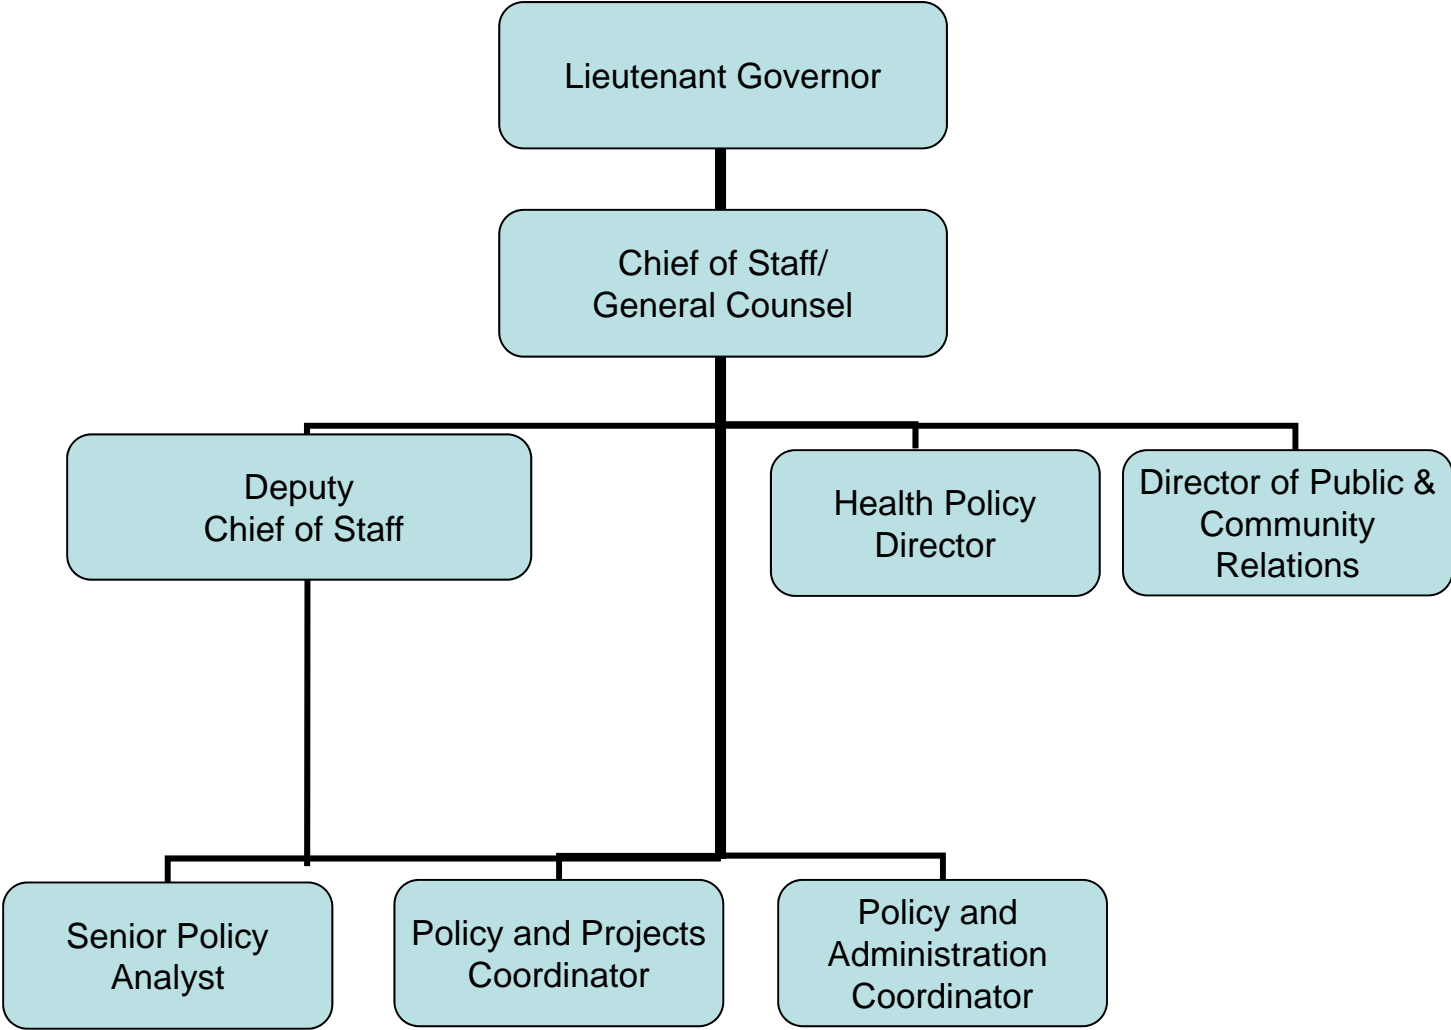 Lieutenant Governor
Chief of Staff/
General Counsel
Deputy
Chief of Staff
Health Policy
Director
Director of Public &
Community
Relations
Senior Policy
Analyst
Policy and Projects
Coordinator
Policy and
Administration
Coordinator